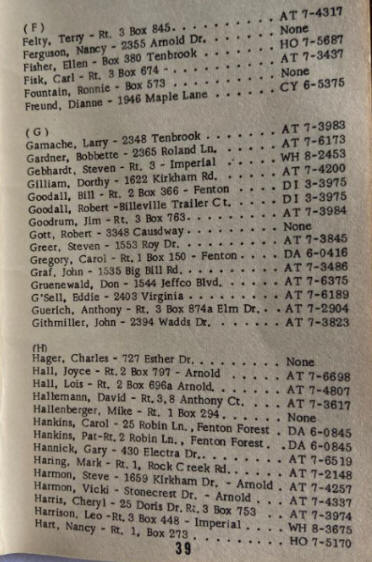 (F)
Felty, Terry - Rt. 3 Box 845. . . . . . . . . . AT 7-4317
Ferguson, Nancy - 2355 Arnold Dr. . . . . . . None
Fisher, Ellen - Box 380 Tenbrook . . . . . . . HO 7-5687
Fisk, Carl - Rt. 3 Box 674 - . . . . . . . . . AT 7-3437
Fountain, Ronnie - Box 573 . . . . . . . . . . None
Freund, Dianne - 1946 Maple Lane . . . . . . . CY 6-5375
(G)
Gamache, Larry - 2348 Tenbrook . . . . . . . . AT 7-3983
Gardner, Bobbette - 2365 Roland Ln. . . . . . . AT 7-6173
Gebhardt, Steven - Rt. 3 - Imperial . . . . . . WH 8-2453
Gilliam, Dorthy - 1622 Kirkham Rd. . . . . . . AT 7-4200
Goodall, Bill - Rt. 2 Box 366 - Fenton . . . . . DI 3-3975
Goodall, Robert -Billeville Trailer Ct. . . . . . DI 3-3975
Goodrum, Jim - Rt. 3 Box 763. . . . . . . . . . AT 7-3984
Gott, Robert - 3348 Causdway . . . . . . . . . None
Greer, Steven - 1553 Roy Dr. . . . . . . . . . AT 7-3845
Gregory, Carol - Rt. 1 Box 150 - Fenton . . . . DA 6-0416
Graf, John - 1535 Big Bill Rd. . . . . . . . . . AT 7-3486
Gruenewald, Don - 1544 Jeffco Blvd. . . . . . . AT 7-6375
G'Sell, Eddie - 2403 Virginia . . . . . . . . . AT 7-6189
Guerich, Anthony - Rt. 3 Box 874a Elm Dr. . . . AT 7-2904
Githmiller, John - 2394 Wadds Dr. . . . . . . . AT 7-3823
(H)
Hager, Charles - 727 Esther Dr. . . . . . . . . None
Hall, Joyce - Rt. 2 Box 797 - Arnold . . . . . . AT 7-6698
Hall, Lois - Rt. 2 Box 696a Arnold. . . . . . . AT 7-4807
Haltemann, David - Rt. 3, 8 Anthony Ct. . . . . AT 7-3617
Hallenberger, Mike - Rt. 1 Box 294 . . . . . . . None
Hankins, Carol - 25 Robin Ln., Fenton Forest . DA 6-0845
Hankins, Pat-Rt. 2 Robin Ln., Fenton Forest . DA 6-0845
Hannick, Gary - 430 Electra Dr. . . . . . . . . AT 7-6519
Haring, Mark - Rt. 1, Rock Creek Rd. . . . . . AT 7-2148
Harmon, Steve - 1659 Kirkham Dr. - Arnold . . AT 7-4257
Harmon, Vicki - Stonecrest Dr. - Arnold . . . . AT 7-4337
Harris, Cheryl - 25 Doris Dr. Rt. 3 Box 753 . . AT 7-3974
Harrison, Leo -Rt. 3 Box 448 - Imperial . . . . WH 8-3675
Hart, Nancy - Rt. 1, Box 273 . . . . . . . . . HO 7-5170
39